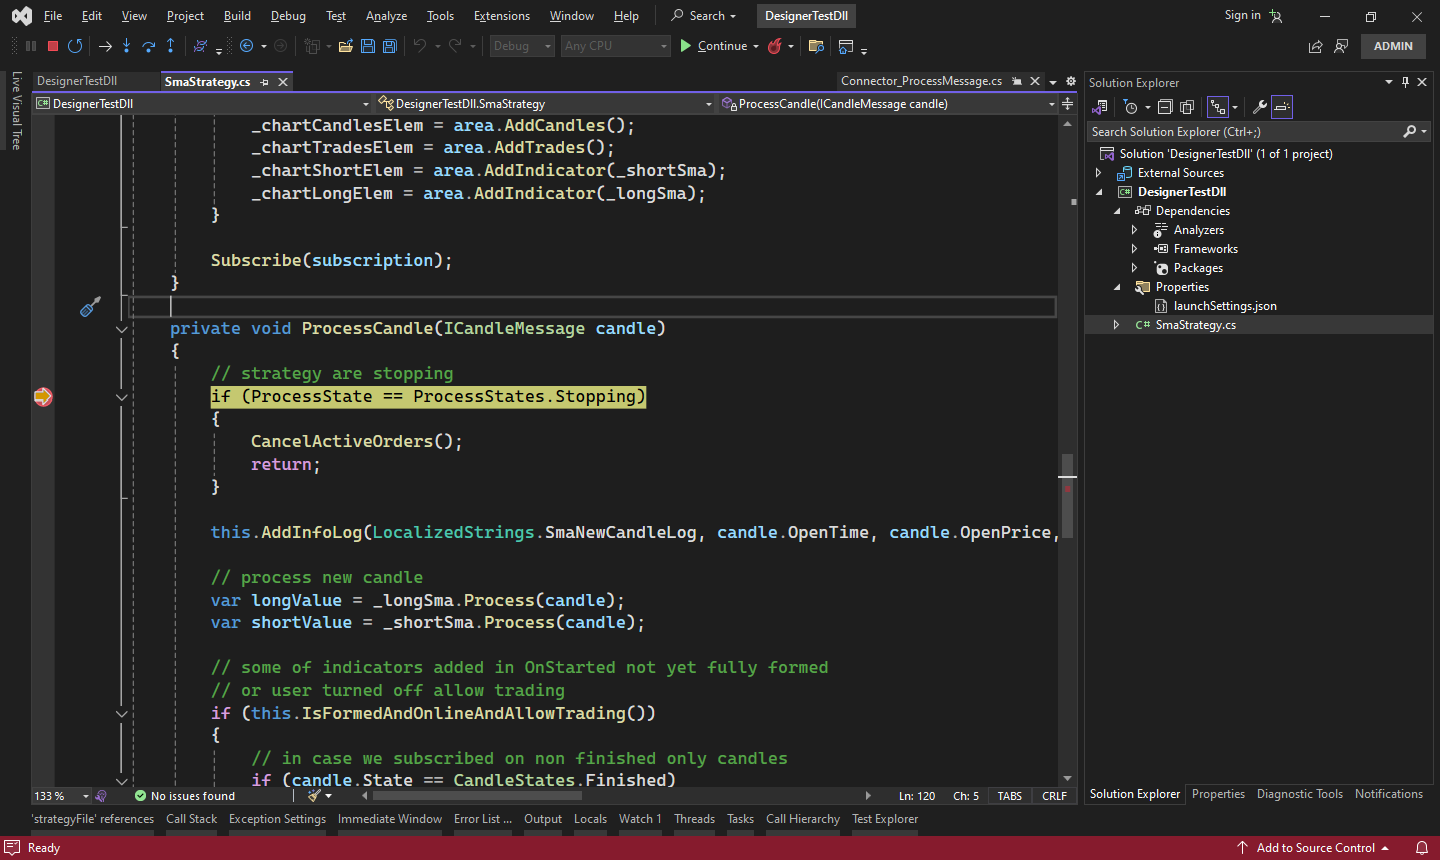 File Edit View Project Build Debug Test Analyze Tools Extensions Window Help Search DesignerTestDll Sign in
Debug Any CPU Continue ADMIN
Live Visual Tree
DesignerTestDll SmaStrategy.cs Connector_ProcessMessage.cs
C# DesignerTestDll DesignerTestDll.SmaStrategy ProcessCandle(ICandleMessage candle)
_chartCandlesElem = area.AddCandles();
_chartTradesElem = area.AddTrades();
_chartShortElem = area.AddIndicator(_shortSma);
_chartLongElem = area.AddIndicator(_longSma);
}
Subscribe(subscription);
}
private void ProcessCandle(ICandleMessage candle)
{
// strategy are stopping
if (ProcessState == ProcessStates.Stopping)
{
CancelActiveOrders();
return;
}
this.AddInfoLog(LocalizedStrings.SmaNewCandleLog, candle.OpenTime, candle.OpenPrice,
// process new candle
var longValue = _longSma.Process(candle);
var shortValue = _shortSma.Process(candle);
// some of indicators added in OnStarted not yet fully formed
// or user turned off allow trading
if (this.IsFormedAndOnlineAndAllowTrading())
{
// in case we subscribed on non finished only candles
if (candle.State == CandleStates.Finished)
133 % No issues found Ln: 120 Ch: 5 TABS CRLF
Solution Explorer
Search Solution Explorer (Ctrl+;)
Solution 'DesignerTestDll' (1 of 1 project)
External Sources
C# DesignerTestDll
Dependencies
Analyzers
Frameworks
Packages
Properties
launchSettings.json
C# SmaStrategy.cs
Solution Explorer Properties Diagnostic Tools Notifications
'strategyFile' references Call Stack Exception Settings Immediate Window Error List ... Output Locals Watch 1 Threads Tasks Call Hierarchy Test Explorer
Ready Add to Source Control